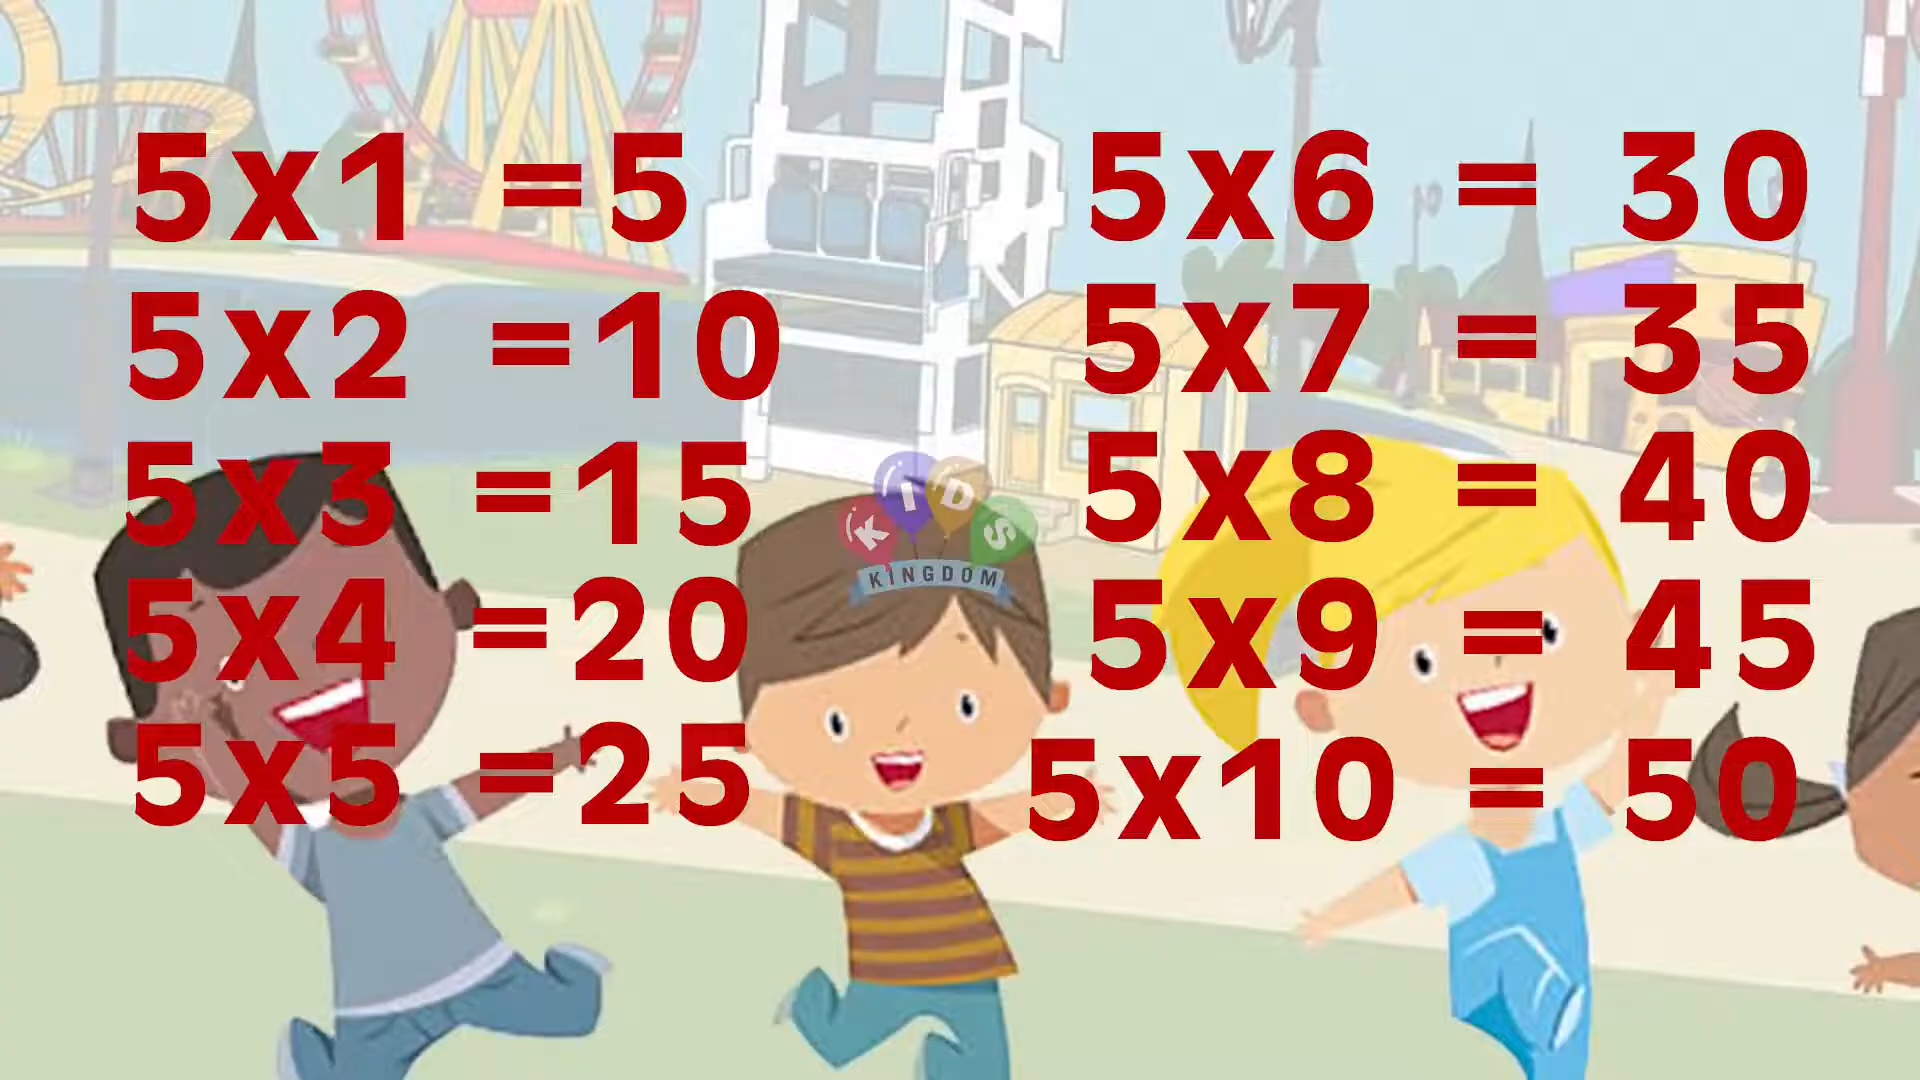 5x1 =5
5x2 =10
5x3 =15
5x4 =20
5x5 =25
5x6 = 30
5x7 = 35
5x8 = 40
5x9 = 45
5x10 = 50
KiDS
KINGDOM